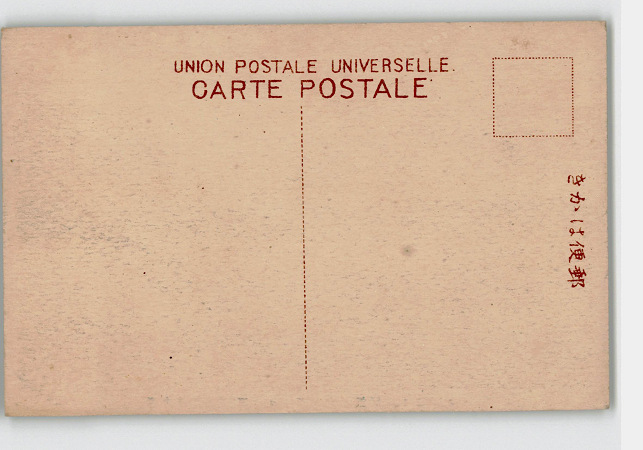 UNION POSTALE UNIVERSELLE.
CARTE POSTALE
きかは便郵